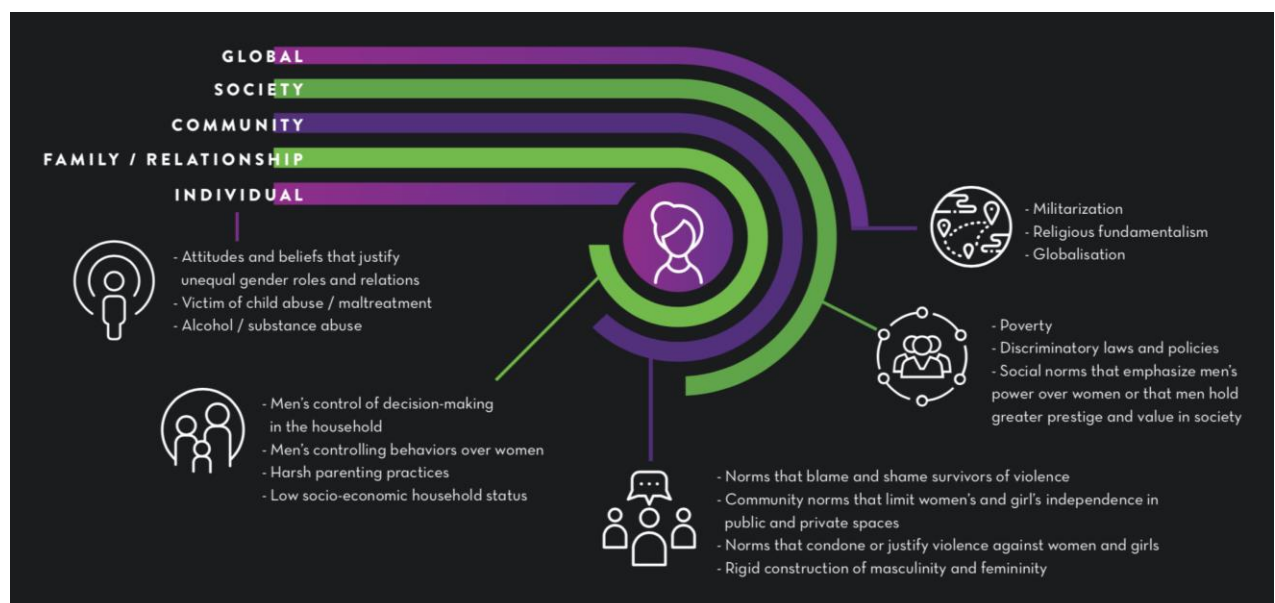 GLOBAL
SOCIETY
COMMUNITY
FAMILY / RELATIONSHIP
INDIVIDUAL
- Attitudes and beliefs that justify
unequal gender roles and relations
- Victim of child abuse / maltreatment
- Alcohol / substance abuse
- Men's control of decision-making
in the household
- Men's controlling behaviors over women
- Harsh parenting practices
- Low socio-economic household status
- Norms that blame and shame survivors of violence
- Community norms that limit women's and girl's independence in
public and private spaces
- Norms that condone or justify violence against women and girls
- Rigid construction of masculinity and femininity
- Poverty
- Discriminatory laws and policies
- Social norms that emphasize men's
power over women or that men hold
greater prestige and value in society
- Militarization
- Religious fundamentalism
- Globalisation